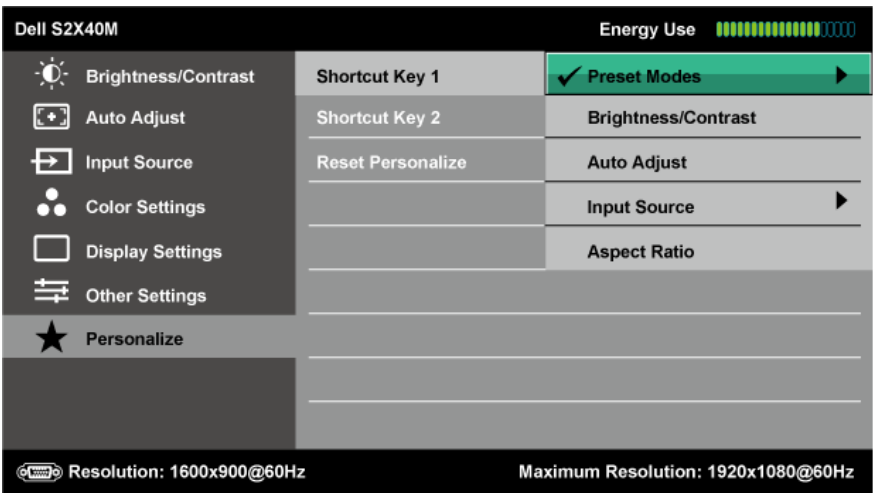 Dell S2X40M Energy Use
Brightness/Contrast Shortcut Key 1 Preset Modes
Auto Adjust Shortcut Key 2 Brightness/Contrast
Input Source Reset Personalize Auto Adjust
Color Settings Input Source
Display Settings Aspect Ratio
Other Settings
Personalize
Resolution: 1600x900@60Hz Maximum Resolution: 1920x1080@60Hz